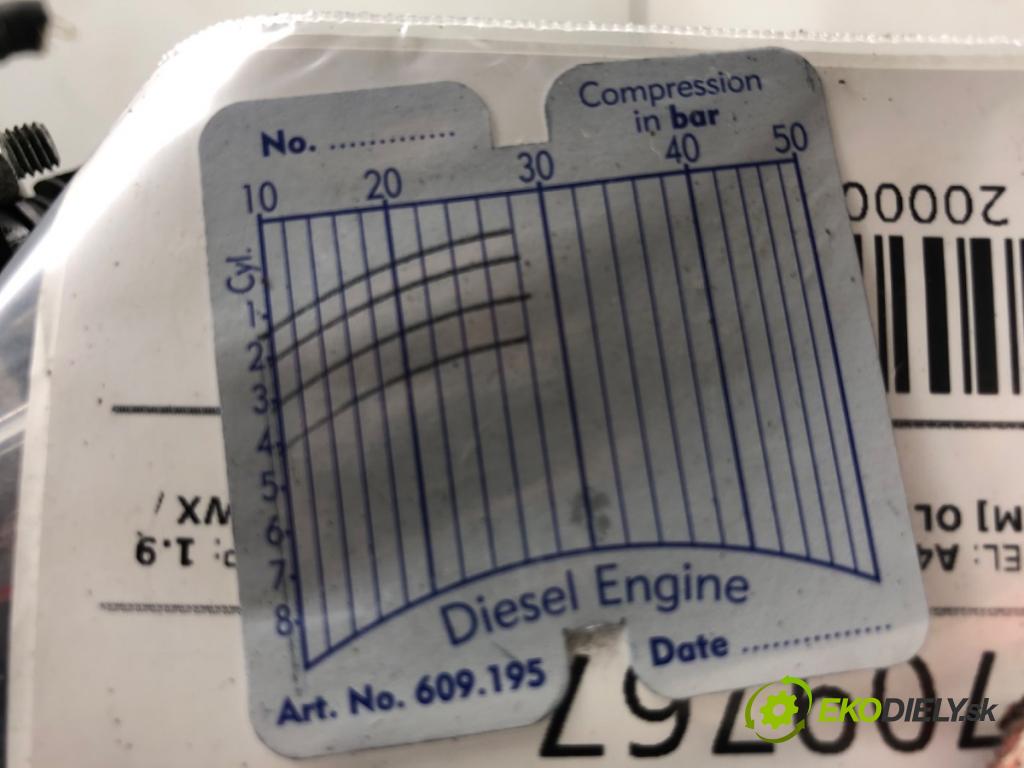 No. .............
Compression
in bar
10 20 30 40 50
Cyl.
1
2
3
4
5
6
7
8
Diesel Engine
Date ................
Art. No. 609.195
EKODIELY.sk
1.9